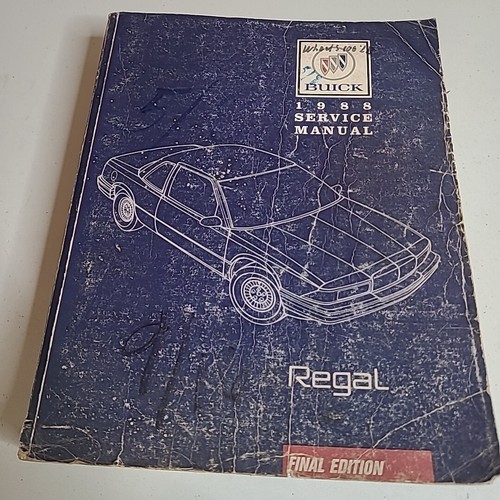 BUICK
1988
SERVICE
MANUAL
Regal
FINAL EDITION